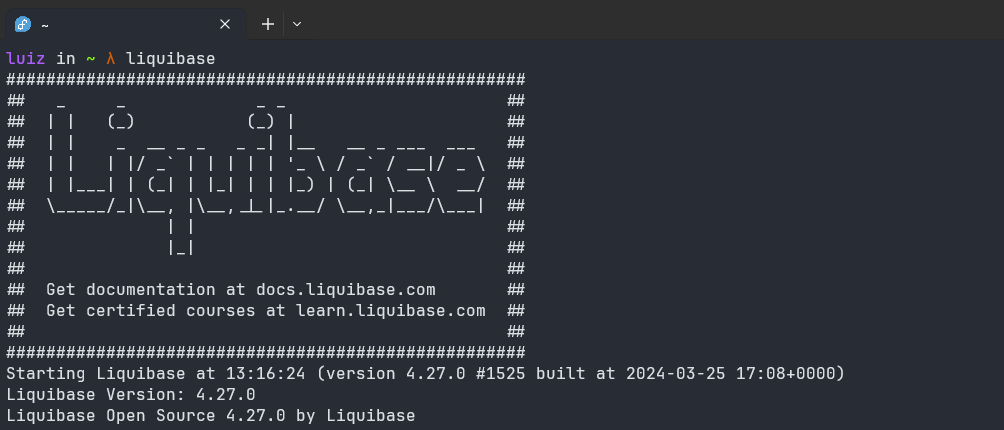 ~
luiz in ~ λ liquibase
####################################################
##   _     _             _ _                      ##
##  | |   (_)           (_) |                     ##
##  | |    _  __ _ _   _ _| |__   __ _ ___  ___   ##
##  | |   | |/ _` | | | | | '_ \ / _` / __|/ _ \  ##
##  | |___| | (_| | |_| | | |_) | (_| \__ \  __/  ##
##  \_____/_|\__, |\__,_|_|_.__/ \__,_|___/\___|  ##
##              | |                               ##
##              |_|                               ##
##                                                ##
##  Get documentation at docs.liquibase.com       ##
##  Get certified courses at learn.liquibase.com  ##
##                                                ##
####################################################
Starting Liquibase at 13:16:24 (version 4.27.0 #1525 built at 2024-03-25 17:08+0000)
Liquibase Version: 4.27.0
Liquibase Open Source 4.27.0 by Liquibase